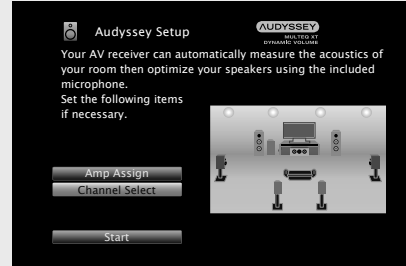 Audyssey Setup
AUDYSSEY
MULTEQ XT
DYNAMIC VOLUME
Your AV receiver can automatically measure the acoustics of
your room then optimize your speakers using the included
microphone.
Set the following items
if necessary.
Amp Assign
Channel Select
Start